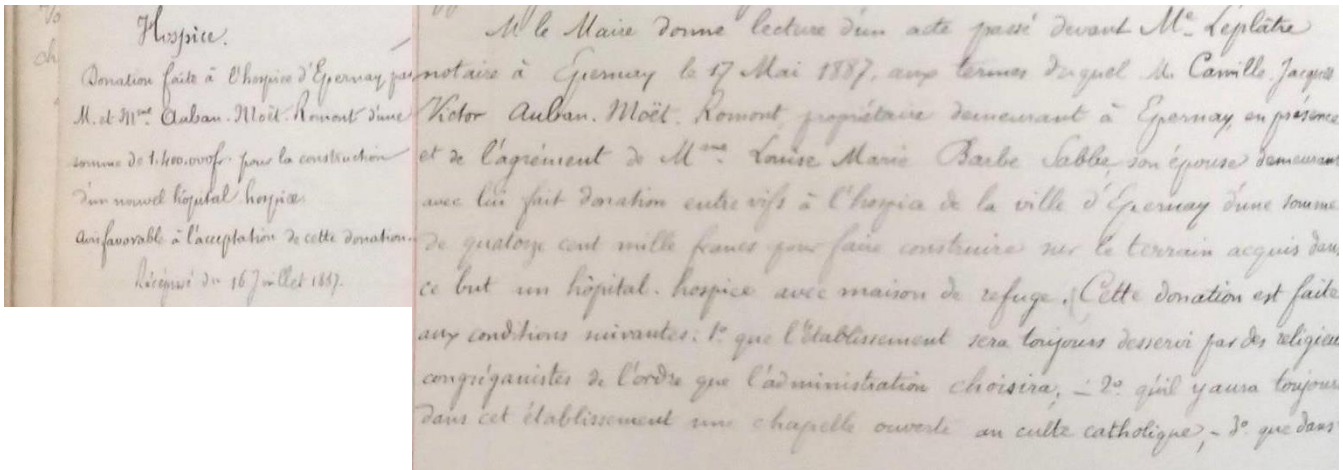 Hospice.
Donation faite à l'hospice d'Epernay par
M. et Mme Auban. Moët. Romont d'une
somme de 1.400.000fr. pour la construction
d'un nouvel hôpital hospice.
Avis favorable à l'acceptation de cette donation.
Récépissé du 16 Juillet 1887.
M le Maire donne lecture d'un acte passé devant Me Leplâtre
notaire à Epernay le 17 Mai 1887, aux termes duquel M. Camille. Jacques
Victor Auban. Moët. Romont propriétaire demeurant à Epernay, en présence
et de l'agrément de Mme Louise Marie Barbe Sabbe, son épouse demeurant
avec lui fait donation entre vifs à l'hospice de la ville d'Epernay d'une somme
de quatorze cent mille francs pour faire construire sur le terrain acquis dans
ce but un hôpital. hospice avec maison de refuge. Cette donation est faite
aux conditions suivantes: 1º que l'établissement sera toujours desservi par des religieu
congréganistes de l'ordre que l'administration choisira; - 2º qu'il y aura toujours
dans cet établissement une chapelle ouverte au culte catholique, - 3º que dans